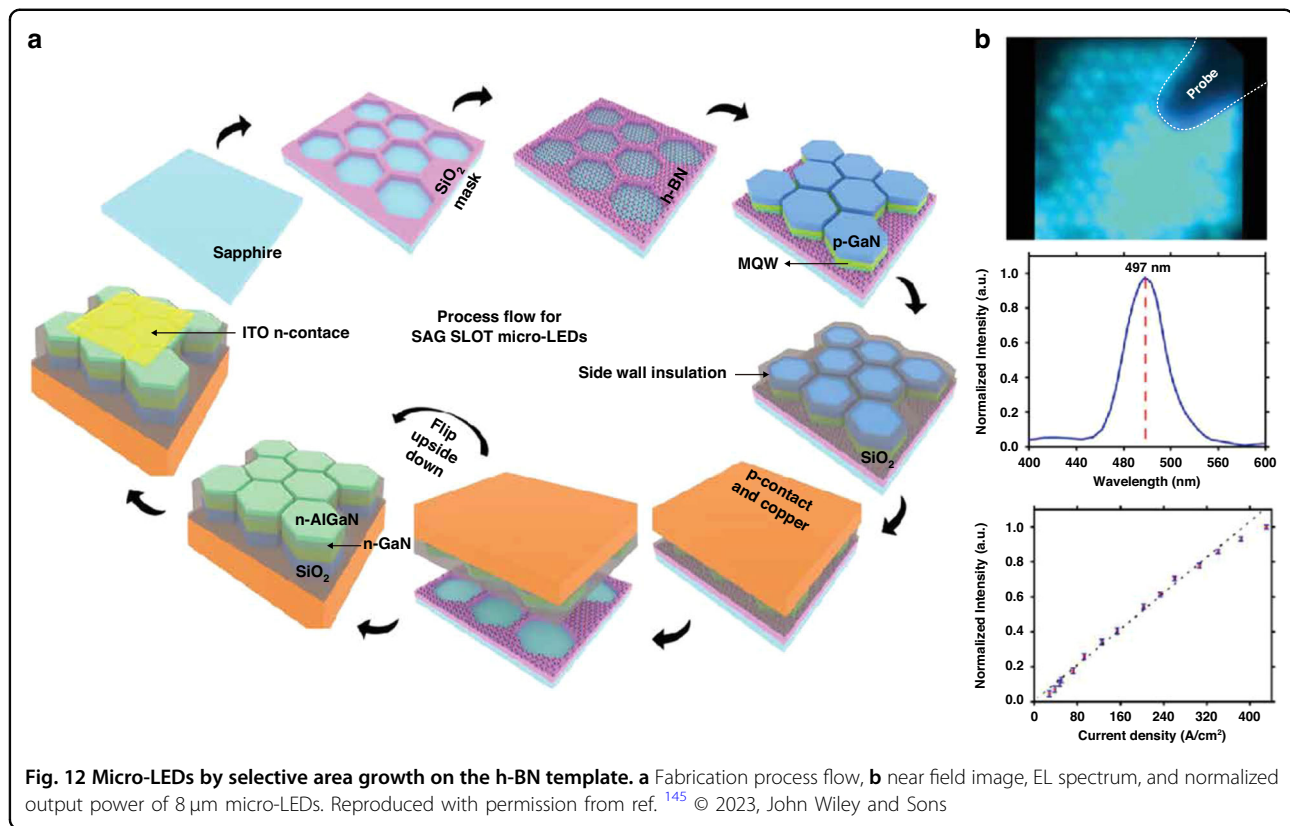 a
Sapphire
SiO₂
mask
h-BN
p-GaN
MQW
Side wall insulation
SiO₂
p-contact
and copper
Flip
upside
down
n-AlGaN
n-GaN
SiO₂
ITO n-contace
Process flow for
SAG SLOT micro-LEDs
b
Probe
497 nm
Normalized Intensity (a.u.)
1.0
0.8
0.6
0.4
0.2
0.0
400 440 480 520 560 600
Wavelength (nm)
Normalized Intensity (a.u.)
1.0
0.8
0.6
0.4
0.2
0.0
0 80 160 240 320 400
Current density (A/cm²)
Fig. 12 Micro-LEDs by selective area growth on the h-BN template. a Fabrication process flow, b near field image, EL spectrum, and normalized
output power of 8 μm micro-LEDs. Reproduced with permission from ref. ¹⁴⁵ © 2023, John Wiley and Sons